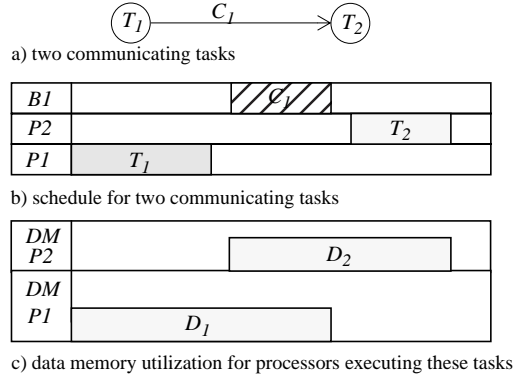 T1 C1 T2
a) two communicating tasks
B1 C1
P2 T2
P1 T1
b) schedule for two communicating tasks
DM
P2 D2
DM
P1 D1
c) data memory utilization for processors executing these tasks